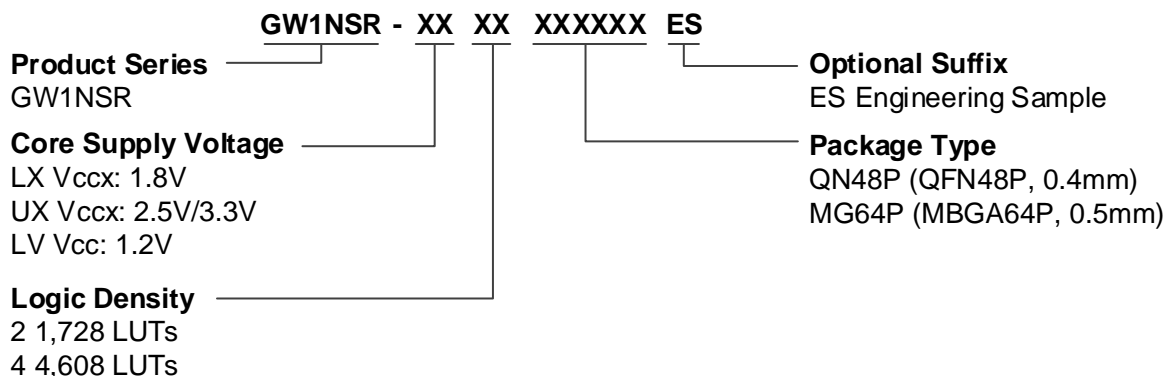 GW1NSR - XX XX XXXXXX ES
Product Series
GW1NSR
Core Supply Voltage
LX Vccx: 1.8V
UX Vccx: 2.5V/3.3V
LV Vcc: 1.2V
Logic Density
2 1,728 LUTs
4 4,608 LUTs
Optional Suffix
ES Engineering Sample
Package Type
QN48P (QFN48P, 0.4mm)
MG64P (MBGA64P, 0.5mm)